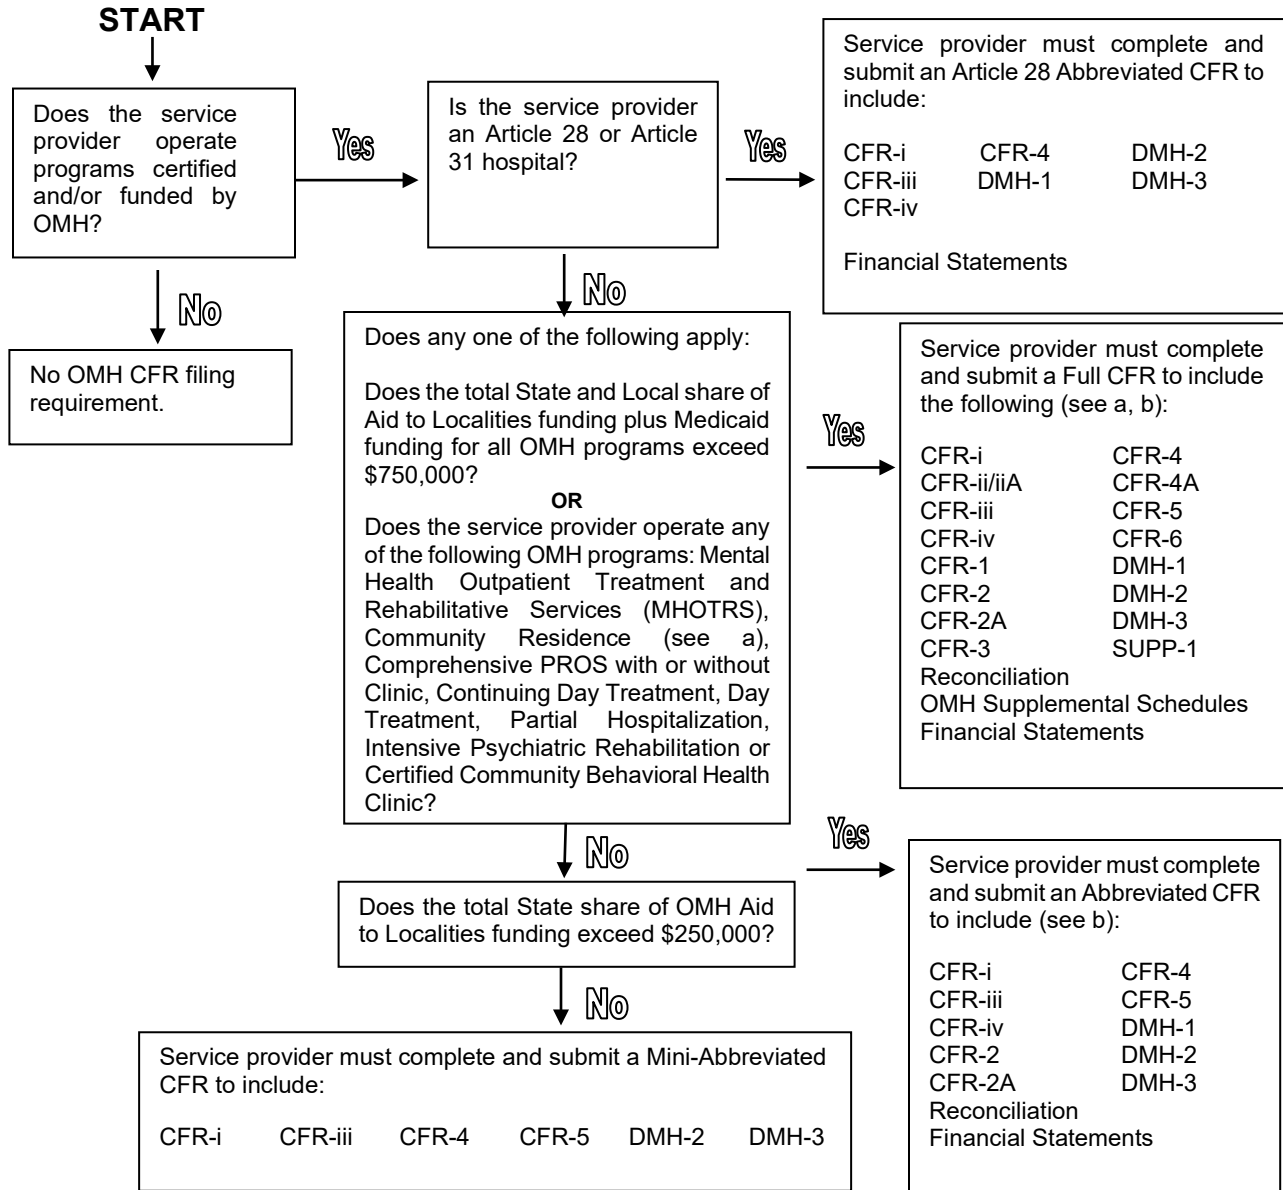 START
Does the service
provider operate
programs certified
and/or funded by
OMH?
Yes
Is the service provider
an Article 28 or Article
31 hospital?
Yes
Service provider must complete and
submit an Article 28 Abbreviated CFR to
include:
CFR-i CFR-4 DMH-2
CFR-iii DMH-1 DMH-3
CFR-iv
Financial Statements
No
No OMH CFR filing
requirement.
No
Does any one of the following apply:
Does the total State and Local share of
Aid to Localities funding plus Medicaid
funding for all OMH programs exceed
$750,000?
OR
Does the service provider operate any
of the following OMH programs: Mental
Health Outpatient Treatment and
Rehabilitative Services (MHOTRS),
Community Residence (see a),
Comprehensive PROS with or without
Clinic, Continuing Day Treatment, Day
Treatment, Partial Hospitalization,
Intensive Psychiatric Rehabilitation or
Certified Community Behavioral Health
Clinic?
Yes
Service provider must complete
and submit a Full CFR to include
the following (see a, b):
CFR-i CFR-4
CFR-ii/iiA CFR-4A
CFR-iii CFR-5
CFR-iv CFR-6
CFR-1 DMH-1
CFR-2 DMH-2
CFR-2A DMH-3
CFR-3 SUPP-1
Reconciliation
OMH Supplemental Schedules
Financial Statements
No
Does the total State share of OMH Aid
to Localities funding exceed $250,000?
Yes
Service provider must complete
and submit an Abbreviated CFR
to include (see b):
CFR-i CFR-4
CFR-iii CFR-5
CFR-iv DMH-1
CFR-2 DMH-2
CFR-2A DMH-3
Reconciliation
Financial Statements
No
Service provider must complete and submit a Mini-Abbreviated
CFR to include:
CFR-i CFR-iii CFR-4 CFR-5 DMH-2 DMH-3